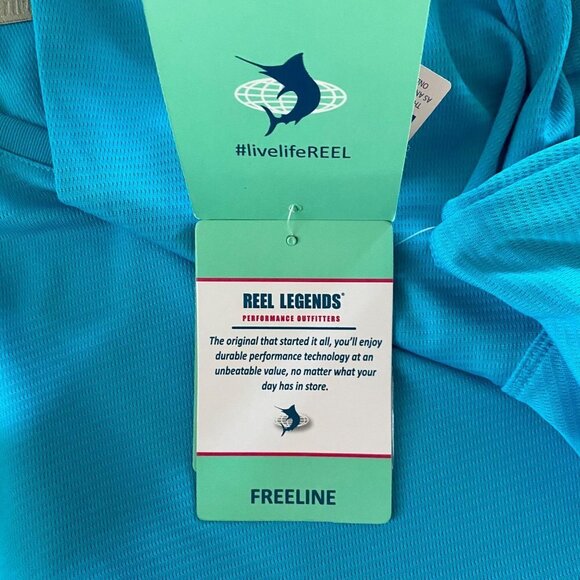 #livelifeREEL
REEL LEGENDS®
PERFORMANCE OUTFITTERS
The original that started it all, you'll enjoy
durable performance technology at an
unbeatable value, no matter what your
day has in store.
FREELINE